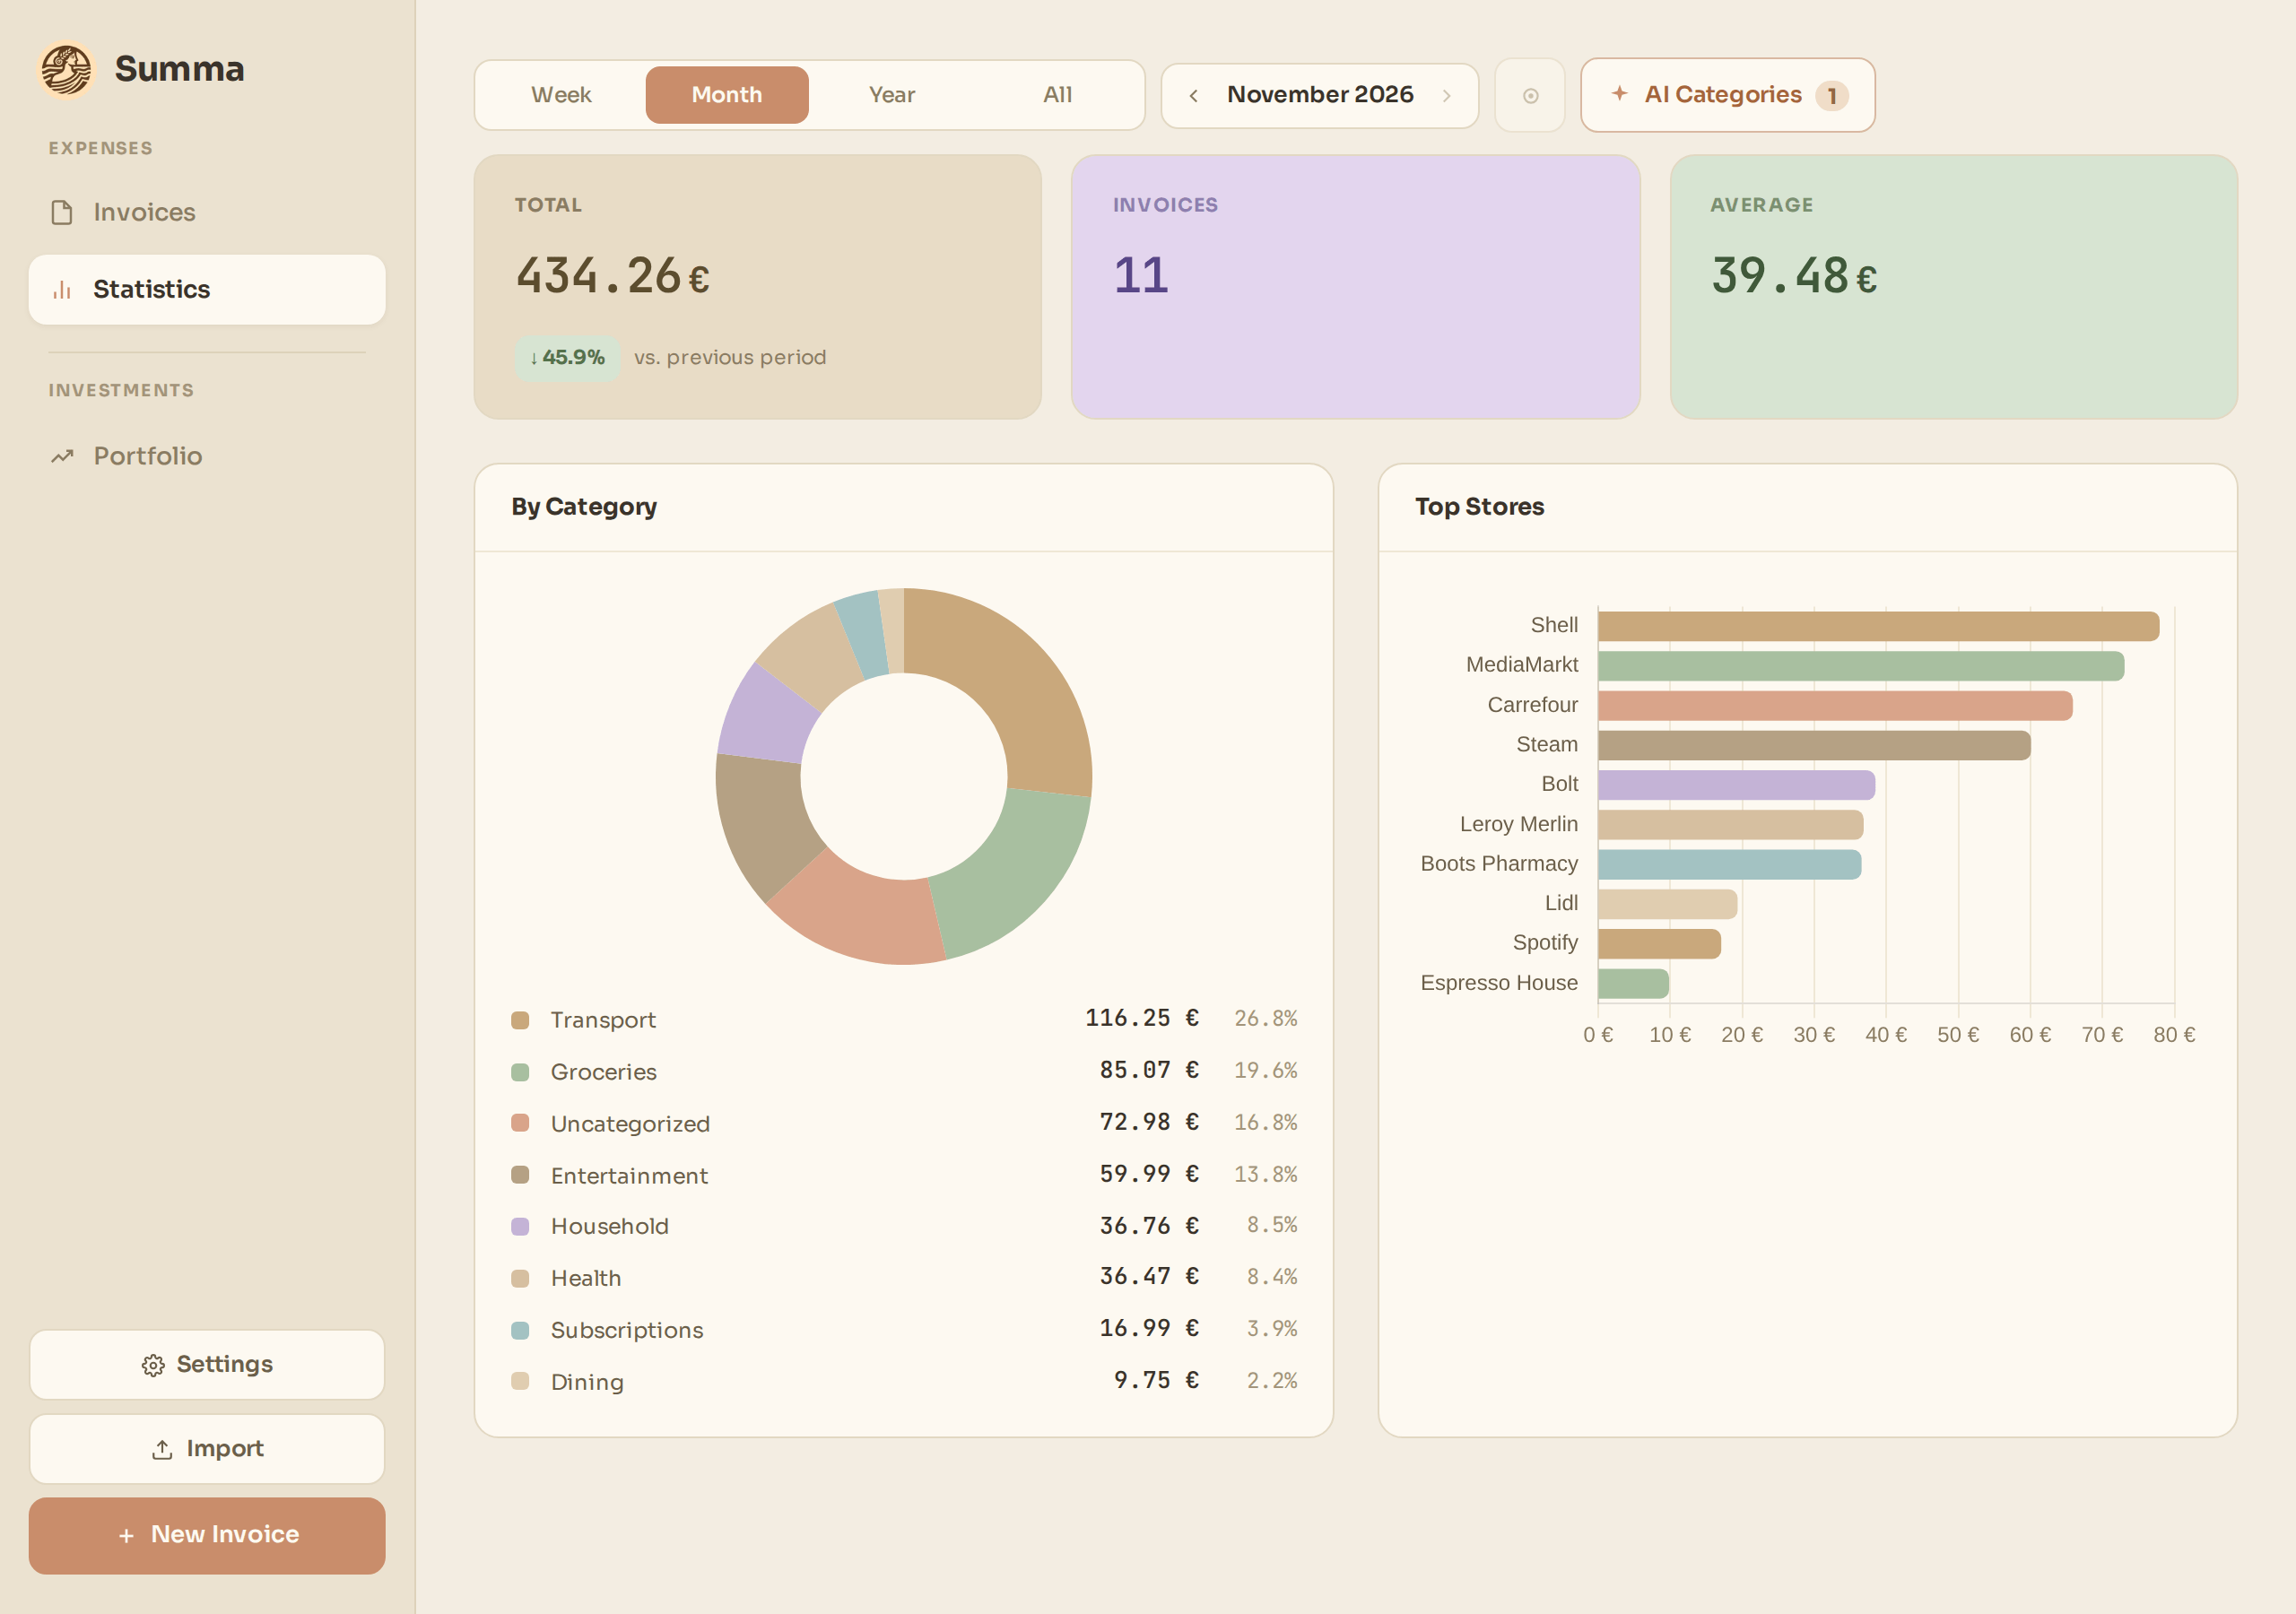 Summa
EXPENSES
Invoices
Statistics
INVESTMENTS
Portfolio
Settings
Import
+ New Invoice
Week Month Year All
November 2026
AI Categories 1
TOTAL
434.26 €
↓ 45.9% vs. previous period
INVOICES
11
AVERAGE
39.48 €
By Category
Transport 116.25 € 26.8%
Groceries 85.07 € 19.6%
Uncategorized 72.98 € 16.8%
Entertainment 59.99 € 13.8%
Household 36.76 € 8.5%
Health 36.47 € 8.4%
Subscriptions 16.99 € 3.9%
Dining 9.75 € 2.2%
Top Stores
Shell
MediaMarkt
Carrefour
Steam
Bolt
Leroy Merlin
Boots Pharmacy
Lidl
Spotify
Espresso House
0 € 10 € 20 € 30 € 40 € 50 € 60 € 70 € 80 €